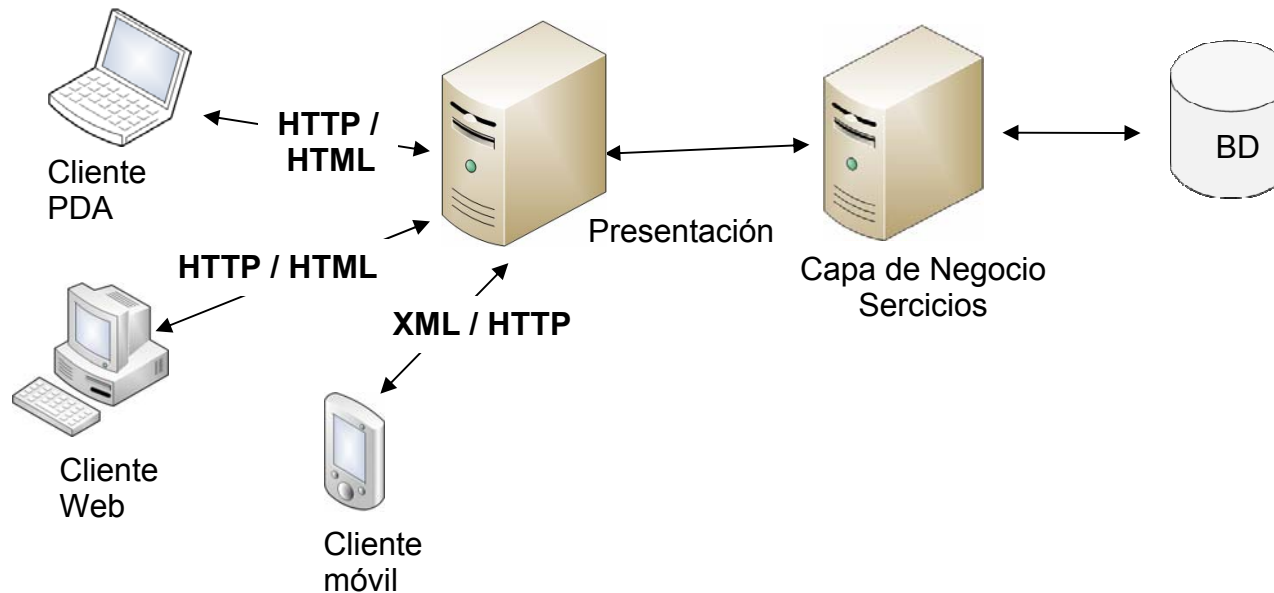 Cliente
PDA
HTTP /
HTML
Presentación
Capa de Negocio
Sercicios
BD
HTTP / HTML
Cliente
Web
XML / HTTP
Cliente
móvil